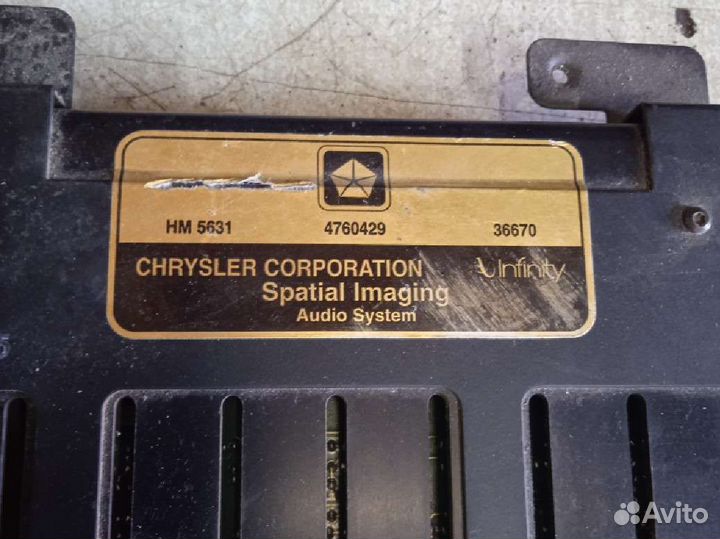 HM 5631 4760429 36670
CHRYSLER CORPORATION Infinity
Spatial Imaging
Audio System
Avito